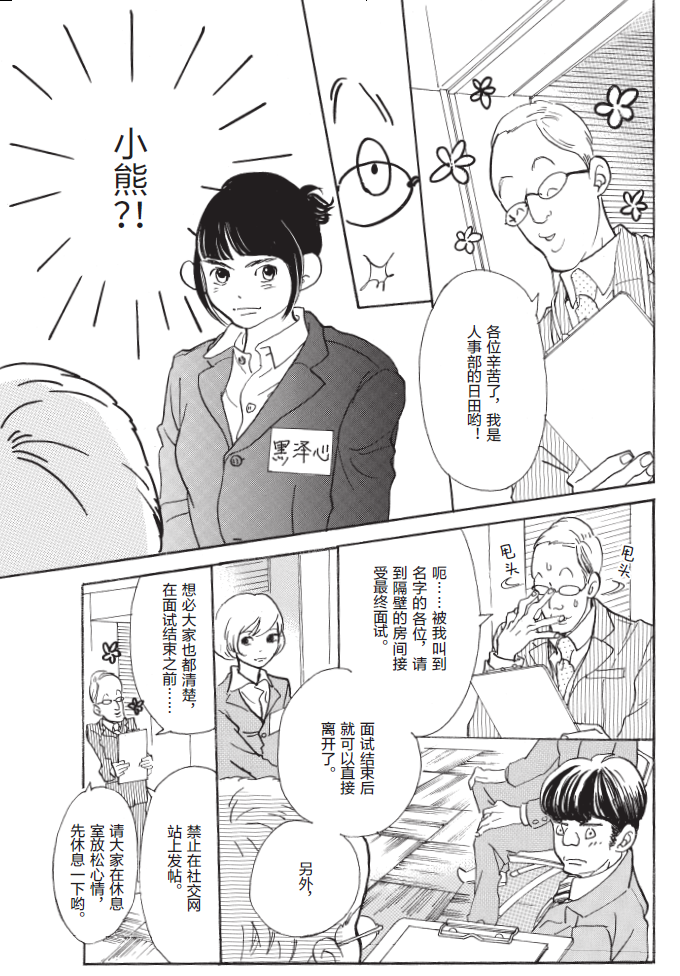 各位辛苦了，我是
人事部的日田哟！
小熊?!
黑泽心
甩头
甩头
呃……被我叫到
名字的各位，请
到隔壁的房间接
受最终面试。
面试结束后
就可以直接
离开了。
另外，
想必大家也都清楚，
在面试结束之前……
禁止在社交网
站上发帖。
请大家在休息
室放松心情，
先休息一下哟。